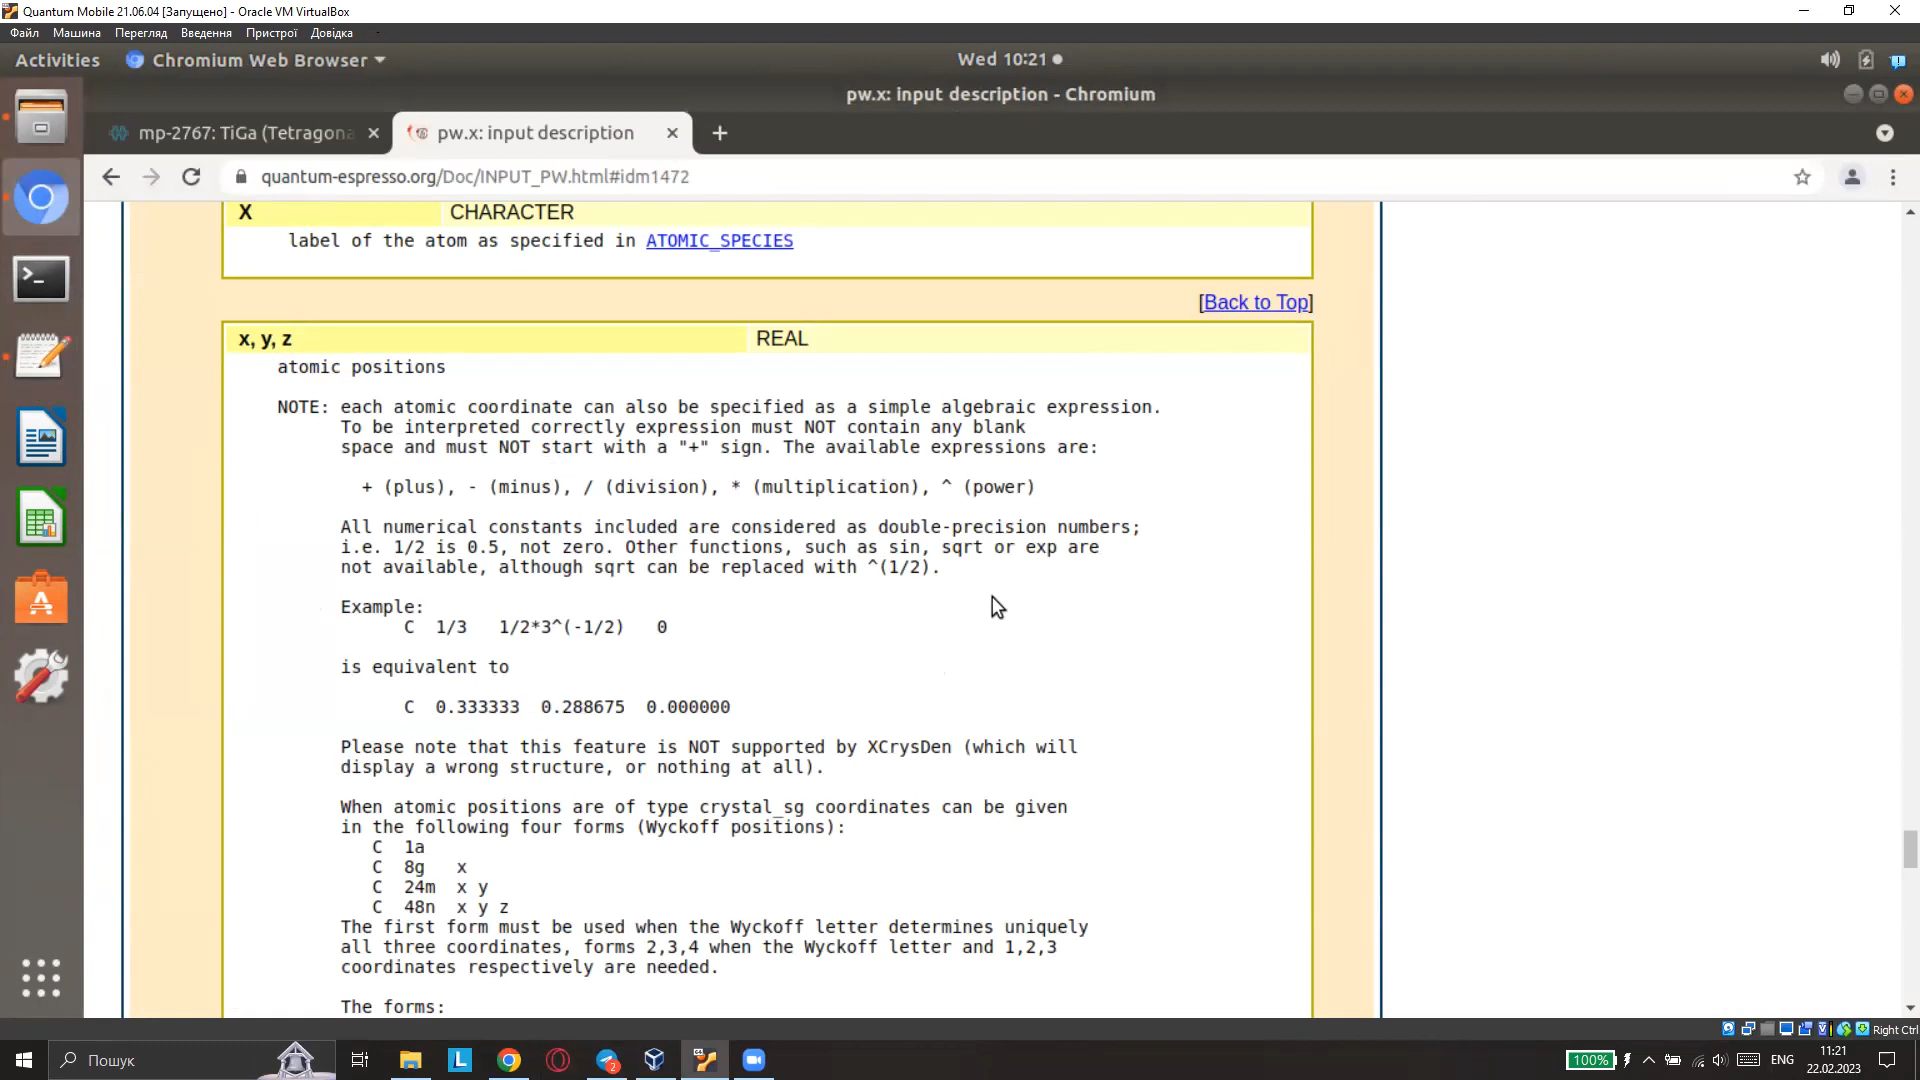 Quantum Mobile 21.06.04 [Запущено] - Oracle VM VirtualBox
Файл Машина Перегляд Введення Пристрої Довідка
Activities Chromium Web Browser Wed 10:21
pw.x: input description - Chromium
mp-2767: TiGa (Tetragona pw.x: input description
quantum-espresso.org/Doc/INPUT_PW.html#idm1472
X CHARACTER
label of the atom as specified in ATOMIC_SPECIES
[Back to Top]
x, y, z REAL
atomic positions
NOTE: each atomic coordinate can also be specified as a simple algebraic expression.
To be interpreted correctly expression must NOT contain any blank
space and must NOT start with a "+" sign. The available expressions are:
+ (plus), - (minus), / (division), * (multiplication), ^ (power)
All numerical constants included are considered as double-precision numbers;
i.e. 1/2 is 0.5, not zero. Other functions, such as sin, sqrt or exp are
not available, although sqrt can be replaced with ^(1/2).
Example:
C 1/3 1/2*3^(-1/2) 0
is equivalent to
C 0.333333 0.288675 0.000000
Please note that this feature is NOT supported by XCrysDen (which will
display a wrong structure, or nothing at all).
When atomic positions are of type crystal_sg coordinates can be given
in the following four forms (Wyckoff positions):
C 1a
C 8g x
C 24m x y
C 48n x y z
The first form must be used when the Wyckoff letter determines uniquely
all three coordinates, forms 2,3,4 when the Wyckoff letter and 1,2,3
coordinates respectively are needed.
The forms:
Right Ctrl
Пошук
L
2
100%
ENG
11:21
22.02.2023